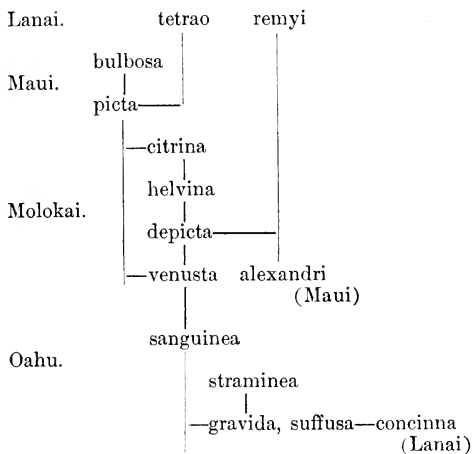 Lanai. tetrao remyi
bulbosa
Maui.
picta
citrina
helvina
Molokai.
depicta
venusta alexandri
(Maui)
sanguinea
Oahu.
straminea
gravida, suffusa—concinna
(Lanai)